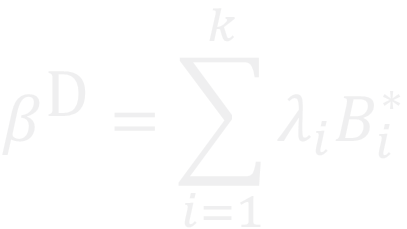 β^D = ∑_{i=1}^{k} λ_i B_i^*